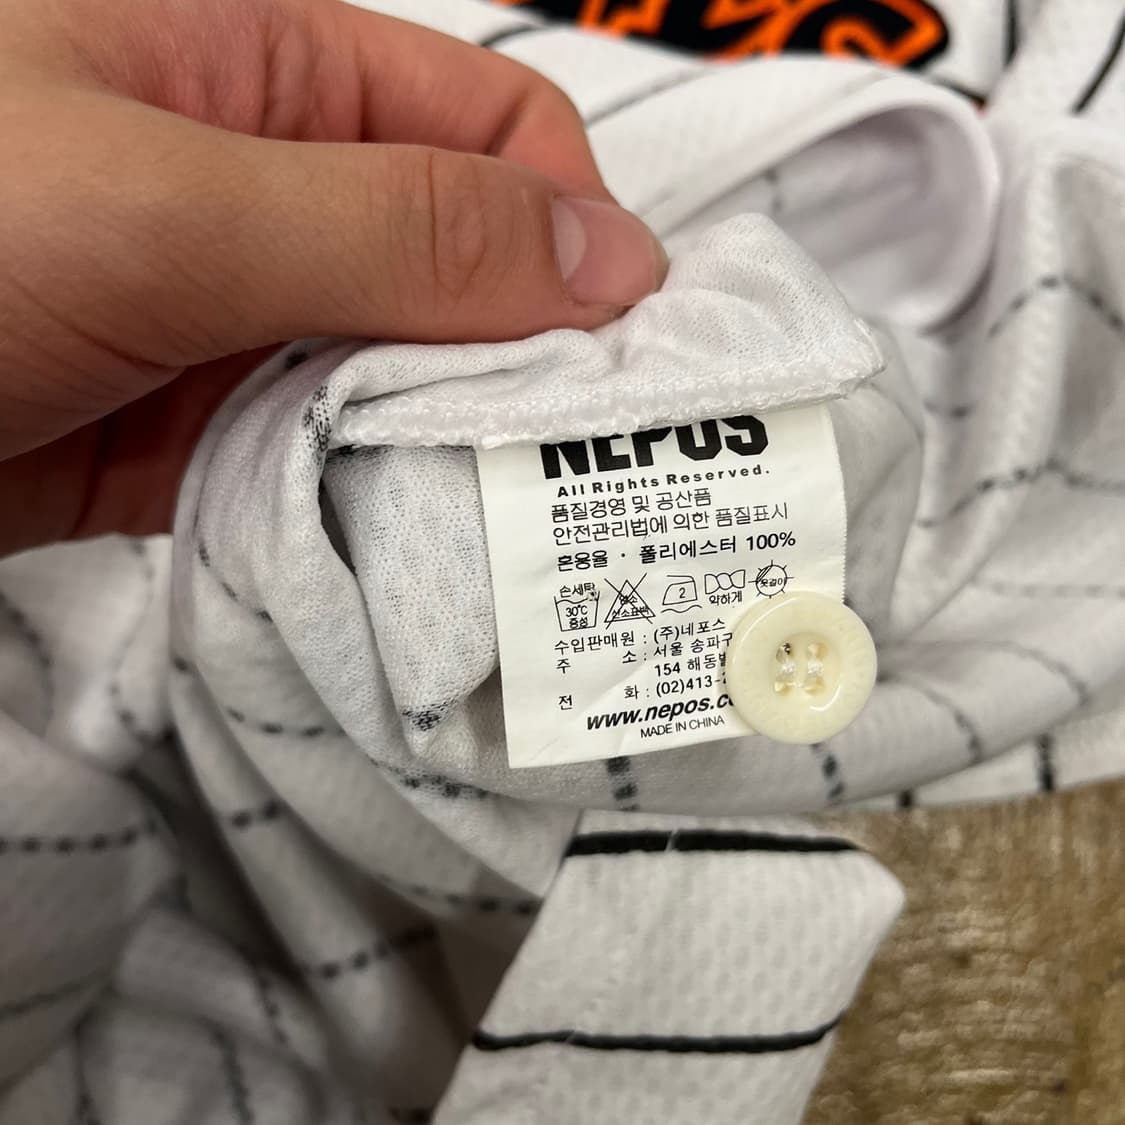 NEPOS
All Rights Reserved.
품질경영 및 공산품
안전관리법에 의한 품질표시
혼용율 · 폴리에스터 100%
손세탁
30℃
중성
2
약하게
옷걸이
수입판매원 : (주)네포스
주 소 : 서울 송파구
154 해동
전 화 : (02)413-
www.nepos.c
MADE IN CHINA